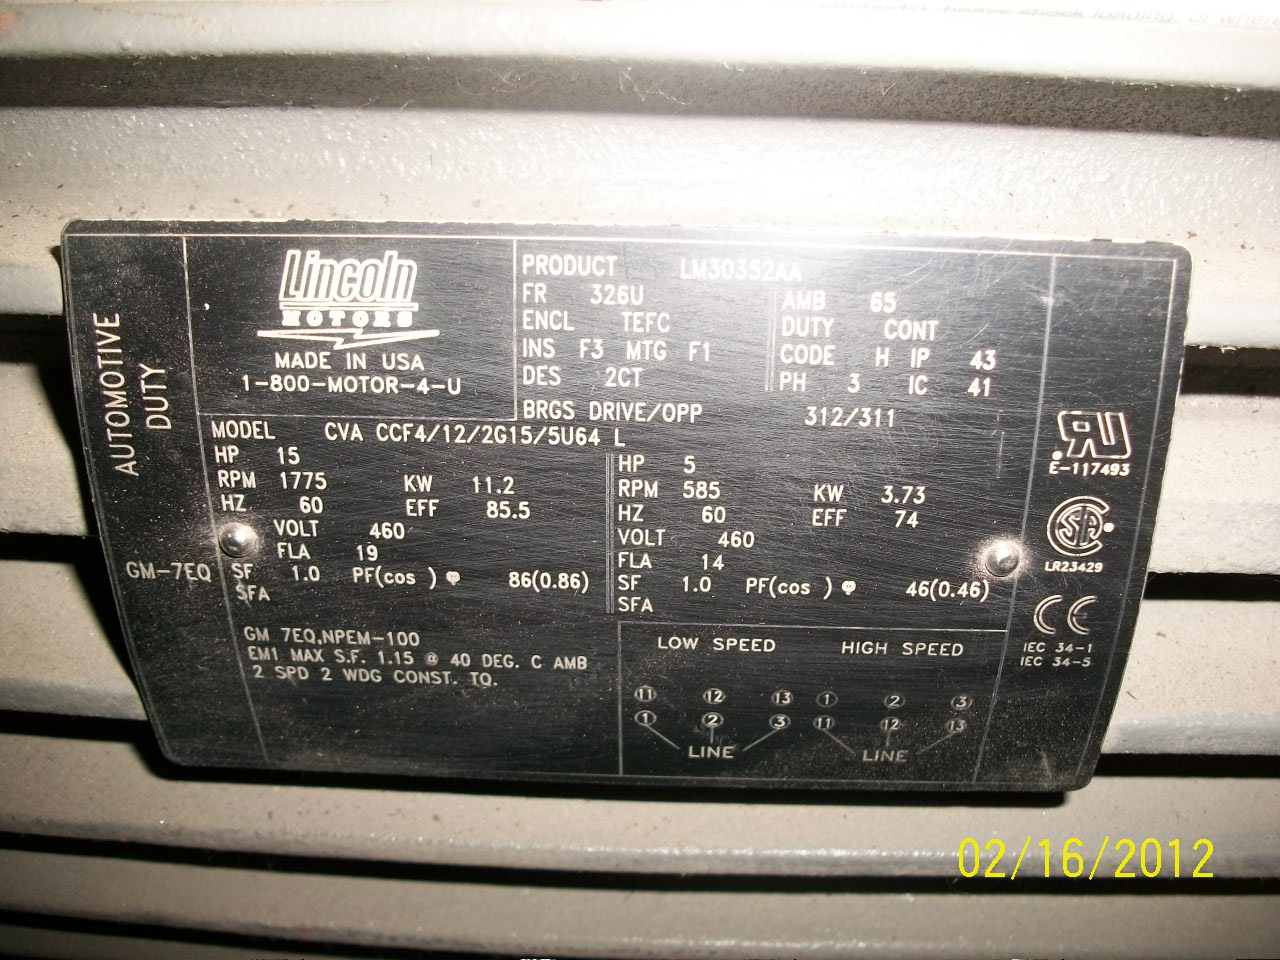 heavy shock loading, or where
AUTOMOTIVE
DUTY
GM-7EQ
Lincoln
MOTORS
MADE IN USA
1-800-MOTOR-4-U
PRODUCT LM30352AA
FR 326U
ENCL TEFC
INS F3 MTG F1
DES 2CT
AMB 65
DUTY CONT
CODE H IP 43
PH 3 IC 41
BRGS DRIVE/OPP 312/311
MODEL CVA CCF4/12/2G15/5U64 L
HP 15
RPM 1775 KW 11.2
HZ 60 EFF 85.5
VOLT 460
FLA 19
SF 1.0 PF(cos ) φ 86(0.86)
SFA
HP 5
RPM 585 KW 3.73
HZ 60 EFF 74
VOLT 460
FLA 14
SF 1.0 PF(cos ) φ 46(0.46)
SFA
GM 7EQ,NPEM-100
EM1 MAX S.F. 1.15 @ 40 DEG. C AMB
2 SPD 2 WDG CONST. TQ.
LOW SPEED HIGH SPEED
11 12 13 1 2 3
1 2 3 11 12 13
LINE LINE
RU
E-117493
CSA
LR23429
CE
IEC 34-1
IEC 34-5
02/16/2012